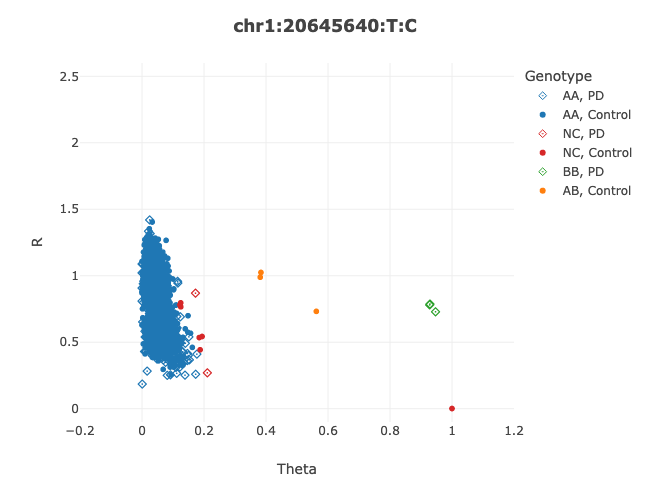 chr1:20645640:T:C
Genotype
AA, PD
AA, Control
NC, PD
NC, Control
BB, PD
AB, Control
2.5
2
1.5
1
0.5
0
R
−0.2 0 0.2 0.4 0.6 0.8 1 1.2
Theta